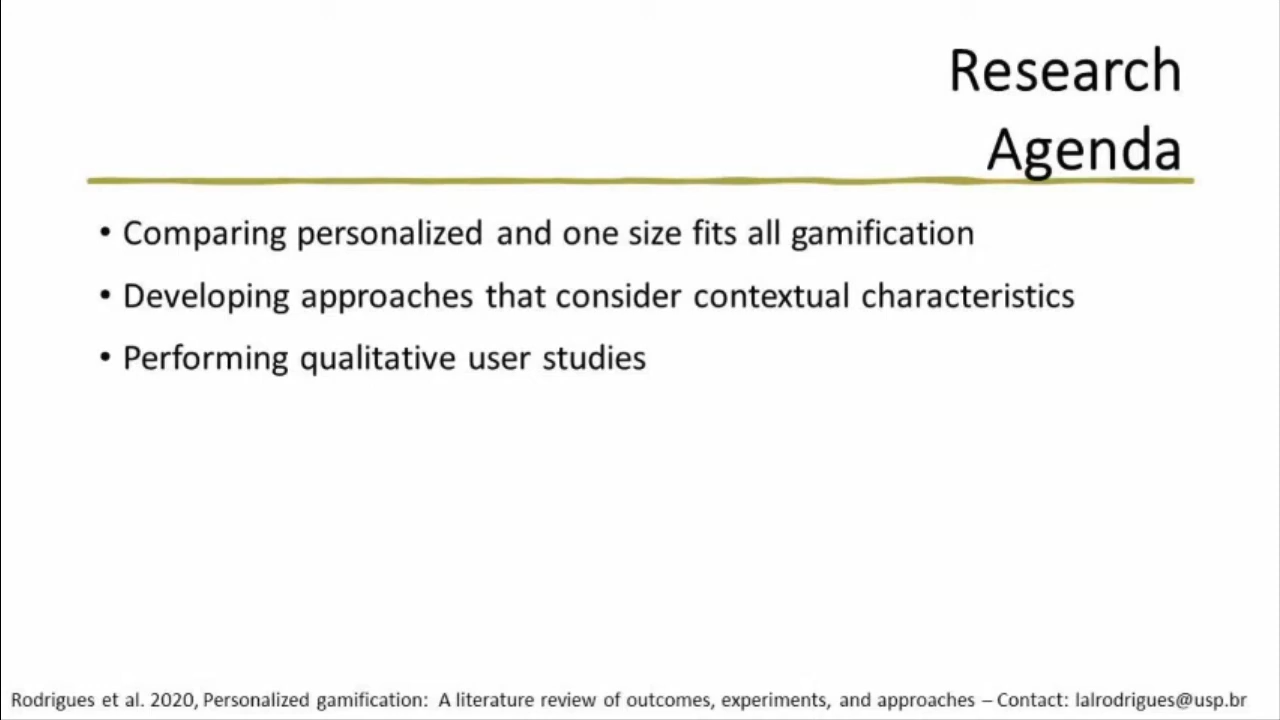 Research
Agenda
• Comparing personalized and one size fits all gamification
• Developing approaches that consider contextual characteristics
• Performing qualitative user studies
Rodrigues et al. 2020, Personalized gamification: A literature review of outcomes, experiments, and approaches – Contact: lalrodrigues@usp.br